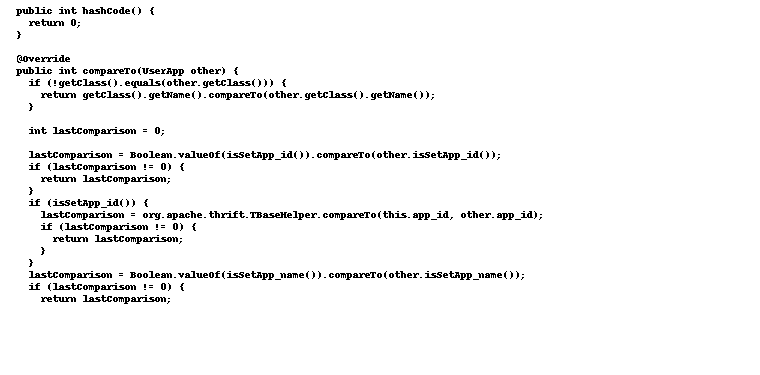 public int hashCode() {
  return 0;
}

@Override
public int compareTo(UserApp other) {
  if (!getClass().equals(other.getClass())) {
    return getClass().getName().compareTo(other.getClass().getName());
  }

  int lastComparison = 0;

  lastComparison = Boolean.valueOf(isSetApp_id()).compareTo(other.isSetApp_id());
  if (lastComparison != 0) {
    return lastComparison;
  }
  if (isSetApp_id()) {
    lastComparison = org.apache.thrift.TBaseHelper.compareTo(this.app_id, other.app_id);
    if (lastComparison != 0) {
      return lastComparison;
    }
  }
  lastComparison = Boolean.valueOf(isSetApp_name()).compareTo(other.isSetApp_name());
  if (lastComparison != 0) {
    return lastComparison;